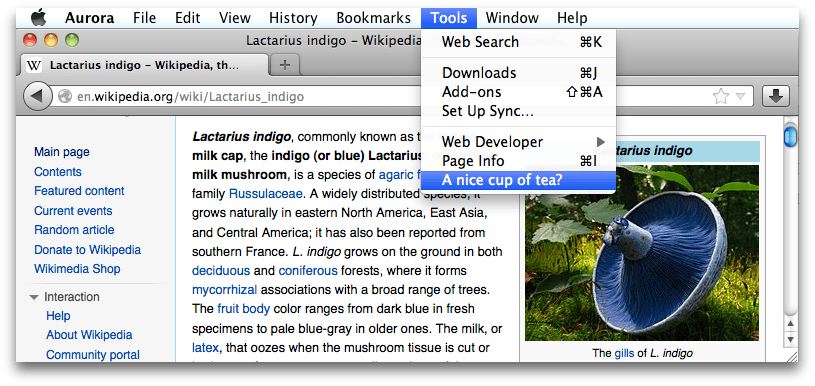 Aurora File Edit View History Bookmarks Tools Window Help
Lactarius indigo – Wikipedia
W Lactarius indigo – Wikipedia, th... +
en.wikipedia.org/wiki/Lactarius_indigo
Web Search ⌘K
Downloads ⌘J
Add-ons ⇧⌘A
Set Up Sync...
Web Developer ▶
Page Info ⌘I
A nice cup of tea?
Main page
Contents
Featured content
Current events
Random article
Donate to Wikipedia
Wikimedia Shop
Interaction
Help
About Wikipedia
Community portal
Lactarius indigo, commonly known as
milk cap, the indigo (or blue) Lactarius
milk mushroom, is a species of agaric
family Russulaceae. A widely distributed species, it
grows naturally in eastern North America, East Asia,
and Central America; it has also been reported from
southern France. L. indigo grows on the ground in both
deciduous and coniferous forests, where it forms
mycorrhizal associations with a broad range of trees.
The fruit body color ranges from dark blue in fresh
specimens to pale blue-gray in older ones. The milk, or
latex, that oozes when the mushroom tissue is cut or
indigo
The gills of L. indigo